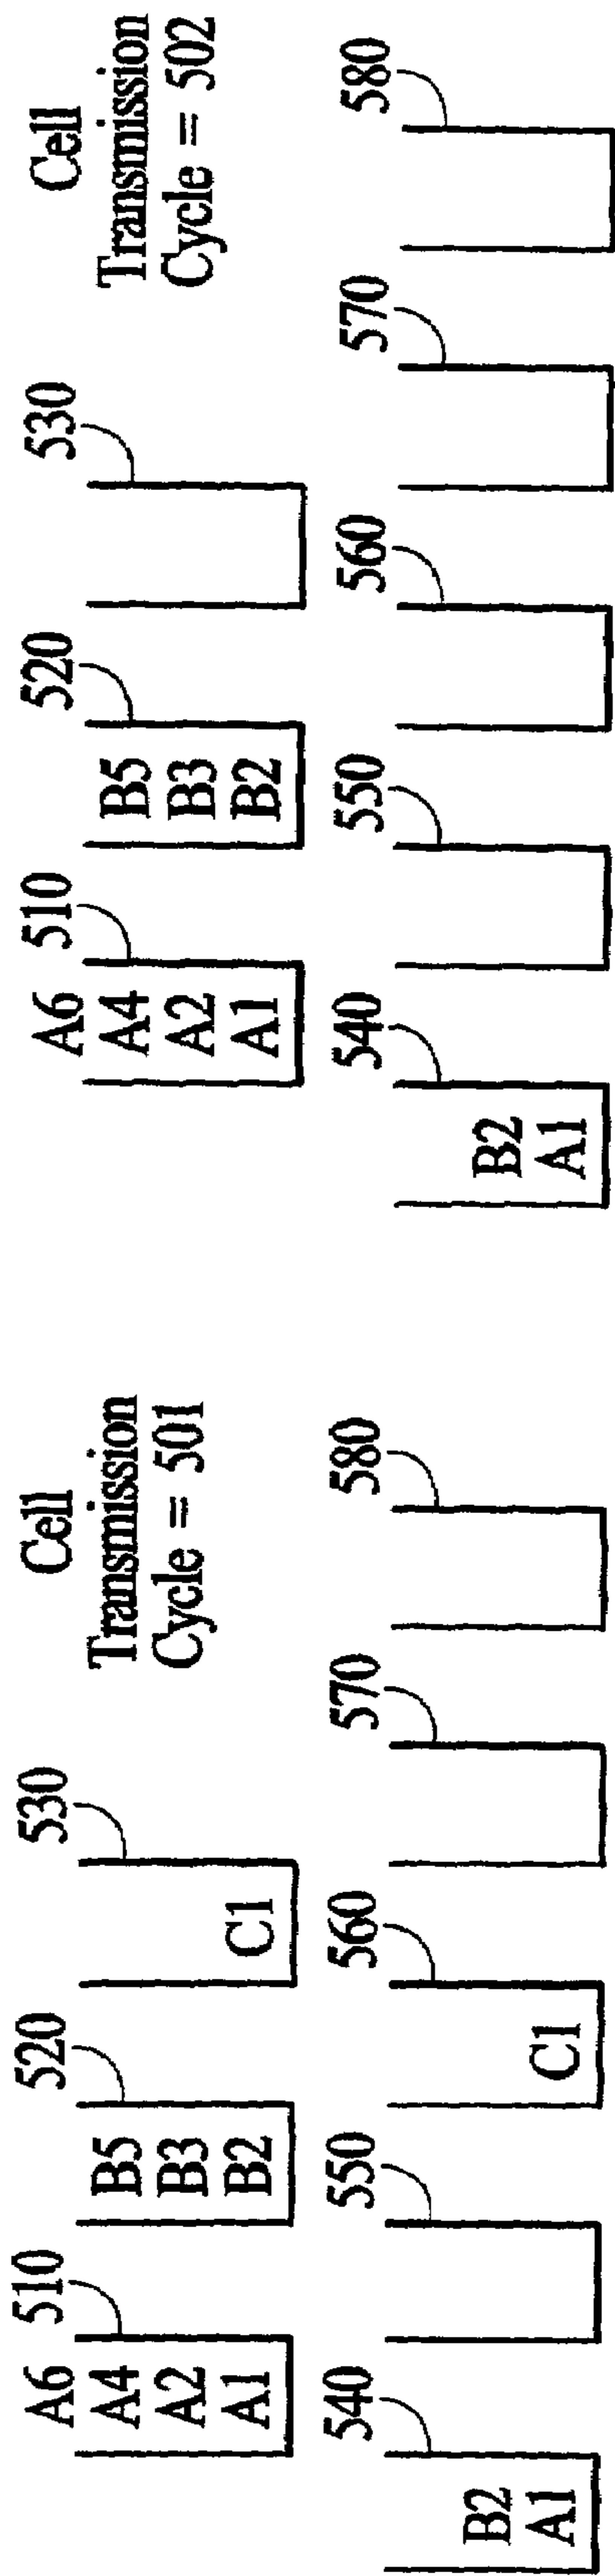 Cell
Transmission
Cycle = 501
510
520
530
A6
A4
A2
A1
B5
B3
B2
C1
540
550
560
570
580
B2
A1
C1
Cell
Transmission
Cycle = 502
510
520
530
A6
A4
A2
A1
B5
B3
B2
540
550
560
570
580
B2
A1